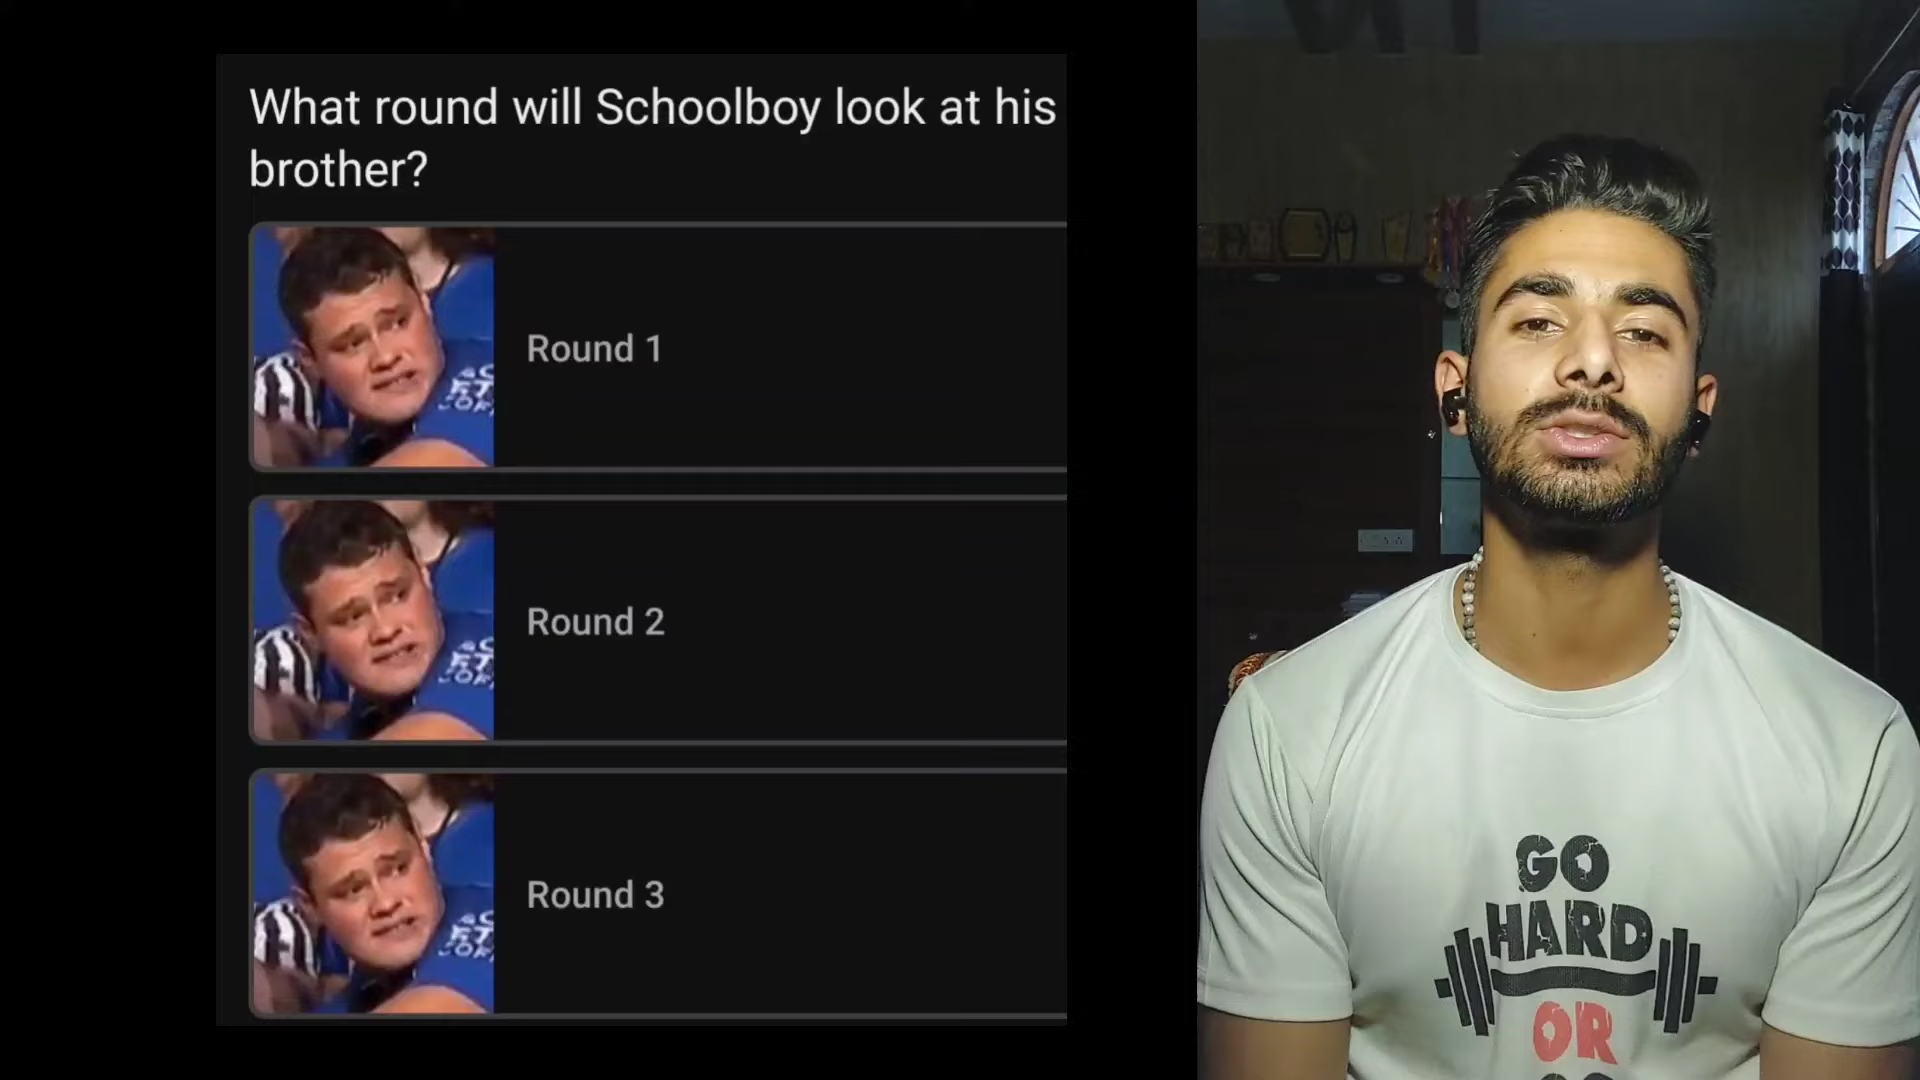 What round will Schoolboy look at his
brother?
Round 1
Round 2
Round 3
GO
HARD
OR